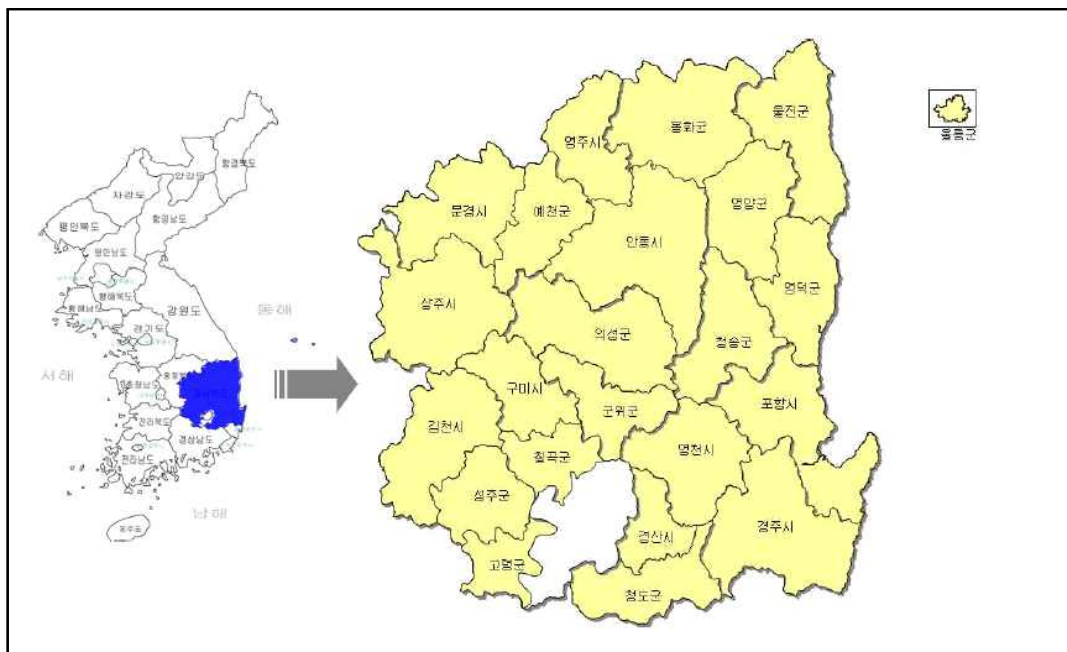 함경북도
양강도
자강도
함경남도
평안북도
평안남도
황해북도
황해남도
강원도
경기도
동해
서해
충청남도
전라북도
경상남도
전라남도
남해
제주도
울진군
봉화군
영주시
울릉군
영양군
문경시
예천군
안동시
영덕군
상주시
의성군
청송군
구미시
군위군
포항시
김천시
영천시
칠곡군
성주군
경주시
경산시
고령군
청도군